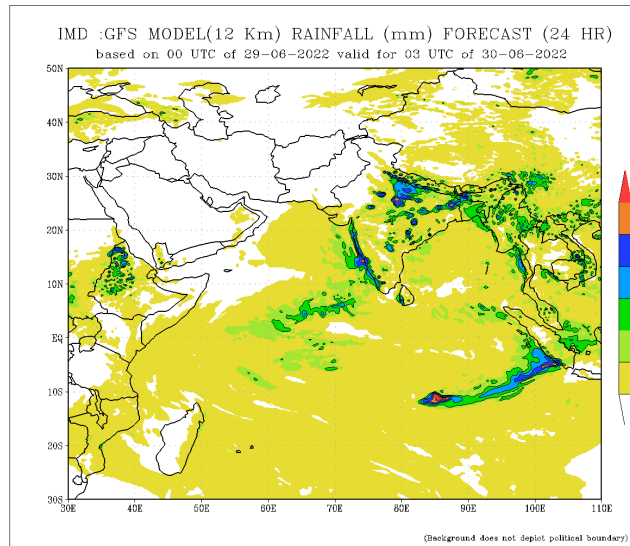 IMD :GFS MODEL(12 Km) RAINFALL (mm) FORECAST (24 HR)
based on 00 UTC of 29-06-2022 valid for 03 UTC of 30-06-2022
50N
40N
30N
20N
10N
EQ
10S
20S
30S
30E 40E 50E 60E 70E 80E 90E 100E 110E
(Background does not depiot political boundary)